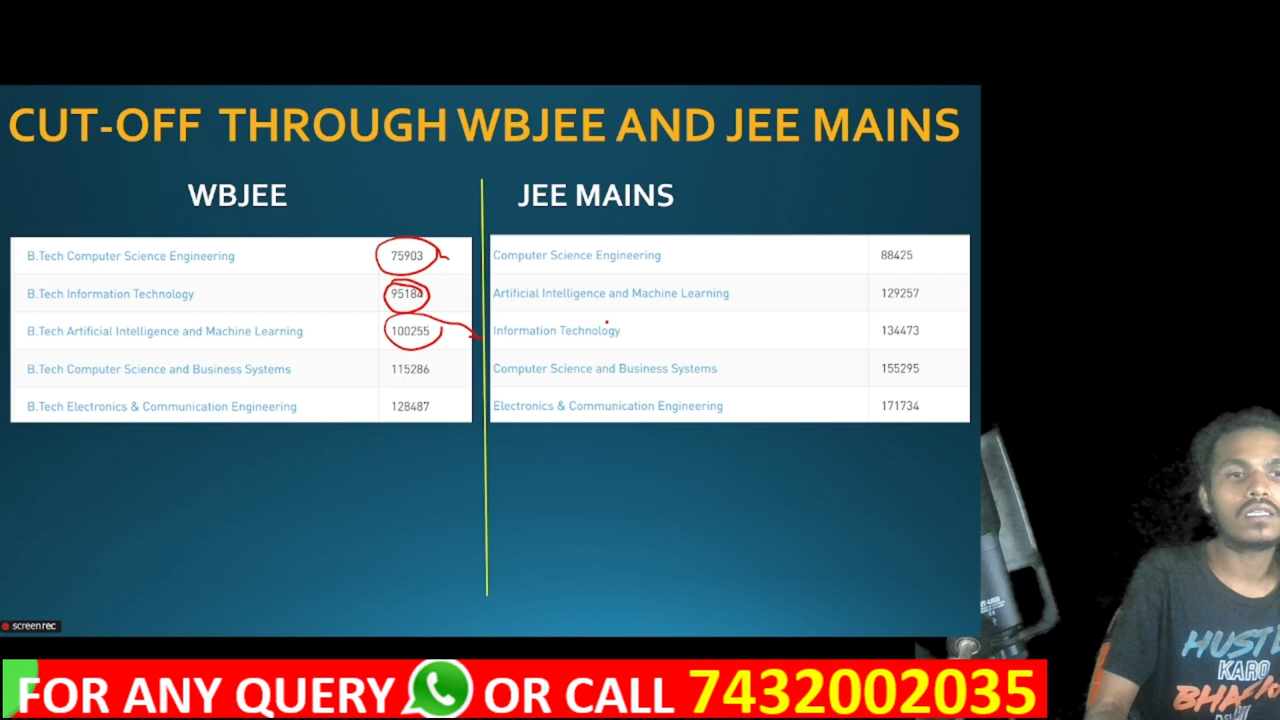 CUT-OFF THROUGH WBJEE AND JEE MAINS
WBJEE
B.Tech Computer Science Engineering 75903
B.Tech Information Technology 95184
B.Tech Artificial Intelligence and Machine Learning 100255
B.Tech Computer Science and Business Systems 115286
B.Tech Electronics & Communication Engineering 128487
JEE MAINS
Computer Science Engineering 88425
Artificial Intelligence and Machine Learning 129257
Information Technology 134473
Computer Science and Business Systems 155295
Electronics & Communication Engineering 171734
screenrec
FOR ANY QUERY OR CALL 7432002035
KARO